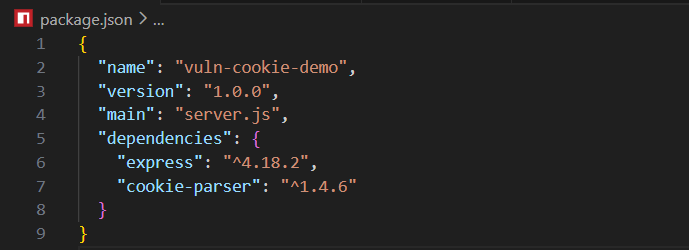 package.json > ...
1 {
2 "name": "vuln-cookie-demo",
3 "version": "1.0.0",
4 "main": "server.js",
5 "dependencies": {
6 "express": "^4.18.2",
7 "cookie-parser": "^1.4.6"
8 }
9 }